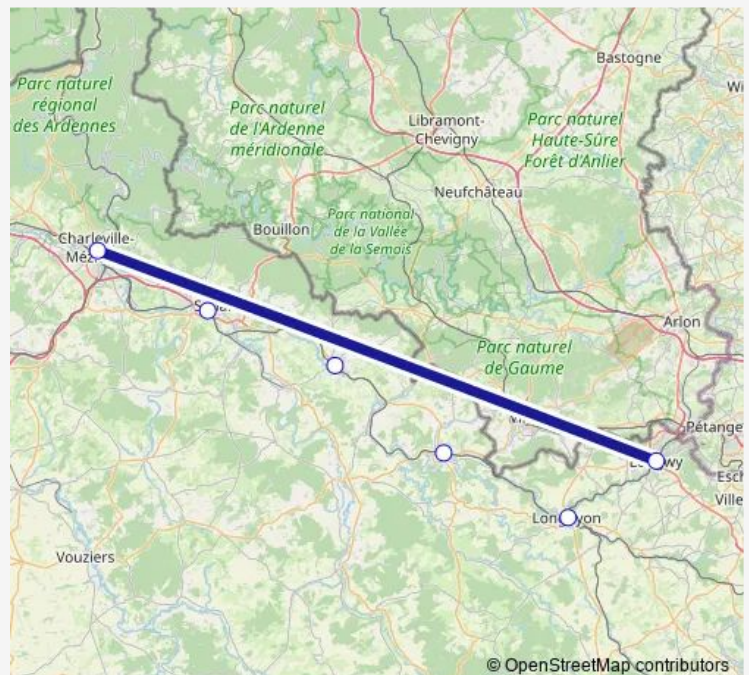 Bastogne
Parc naturel
régional
des Ardennes
Parc naturel
de l'Ardenne
méridionale
Libramont-
Chevigny
Parc naturel
Haute-Sûre
Forêt d'Anlier
Neufchâteau
Parc national
de la Vallée
de la Semois
Bouillon
Charleville-
Arlon
Parc naturel
de Gaume
Vouziers
© OpenStreetMap contributors